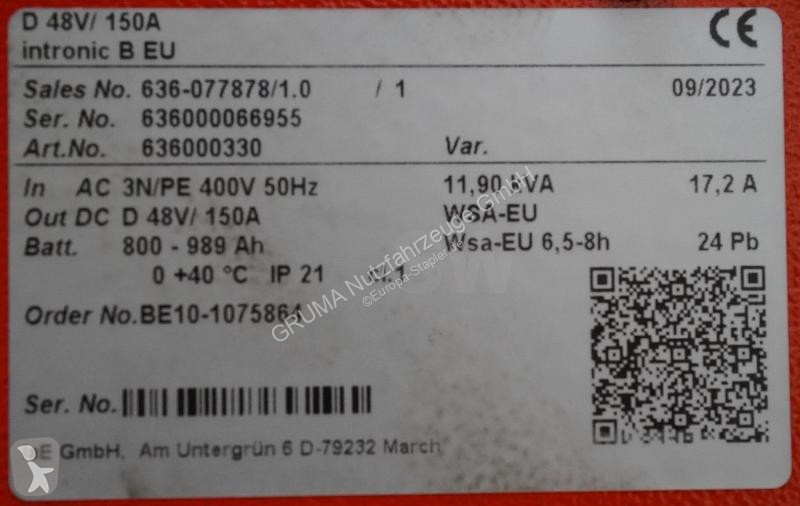 D 48V/ 150A
intronic B EU
CE
Sales No. 636-077878/1.0 / 1 09/2023
Ser. No. 636000066955
Art.No. 636000330 Var.
In AC 3N/PE 400V 50Hz 11,90 kVA 17,2 A
Out DC D 48V/ 150A WSA-EU
Batt. 800 - 989 Ah Wsa-EU 6,5-8h 24 Pb
0 +40 °C IP 21
Order No.BE10-1075864
Ser. No.
GmbH, Am Untergrün 6 D-79232 March
GRUMA Nutzfahrzeuge GmbH
©Europa-Stapler.de